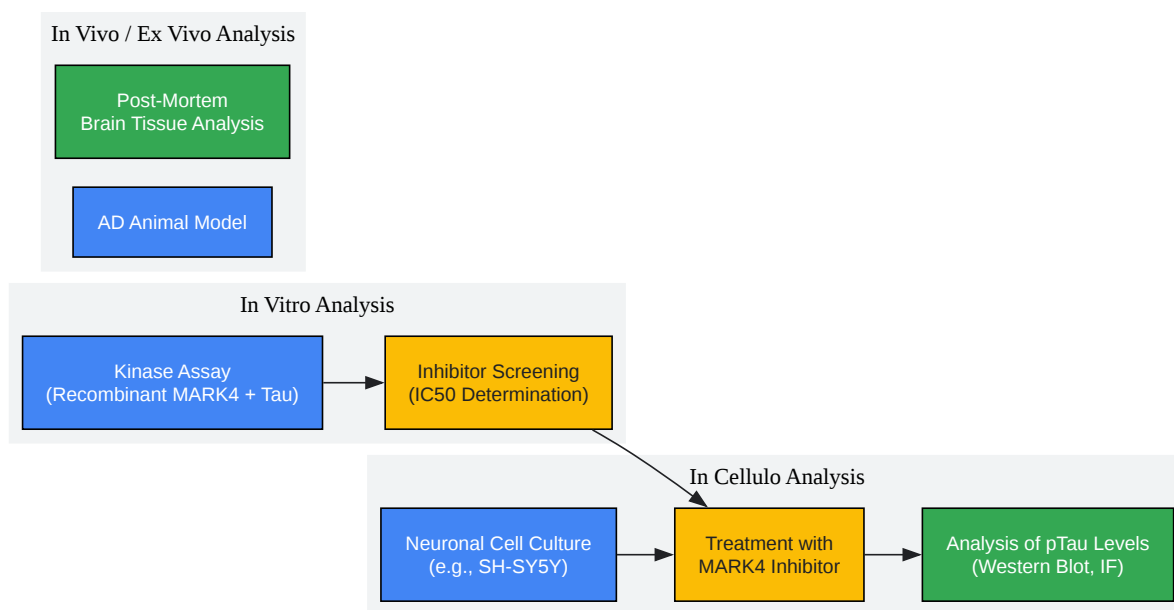 In Vivo / Ex Vivo Analysis
Post-Mortem
Brain Tissue Analysis
AD Animal Model
In Vitro Analysis
Kinase Assay
(Recombinant MARK4 + Tau)
Inhibitor Screening
(IC50 Determination)
In Cellulo Analysis
Neuronal Cell Culture
(e.g., SH-SY5Y)
Treatment with
MARK4 Inhibitor
Analysis of pTau Levels
(Western Blot, IF)